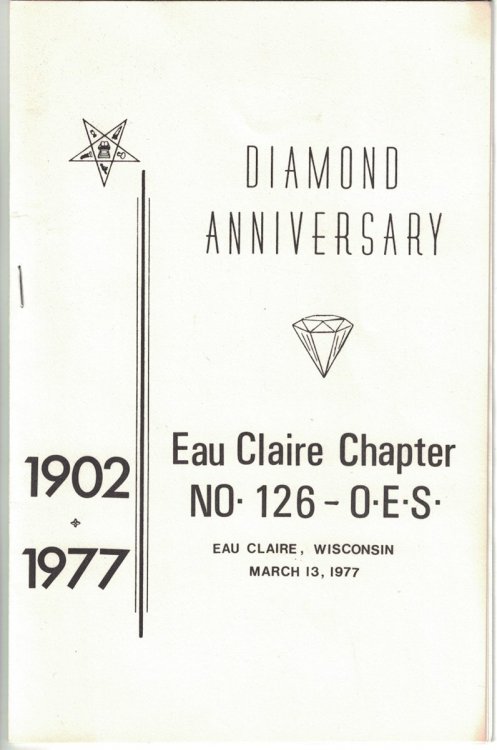 DIAMOND
ANNIVERSARY
1902
1977
Eau Claire Chapter
NO· 126 - O·E·S·
EAU CLAIRE, WISCONSIN
MARCH 13, 1977